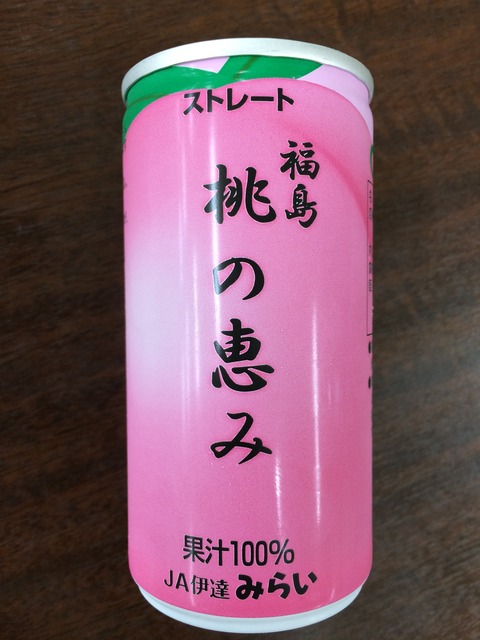 ストレート
福島
桃の恵み
果汁100%
JA伊達みらい